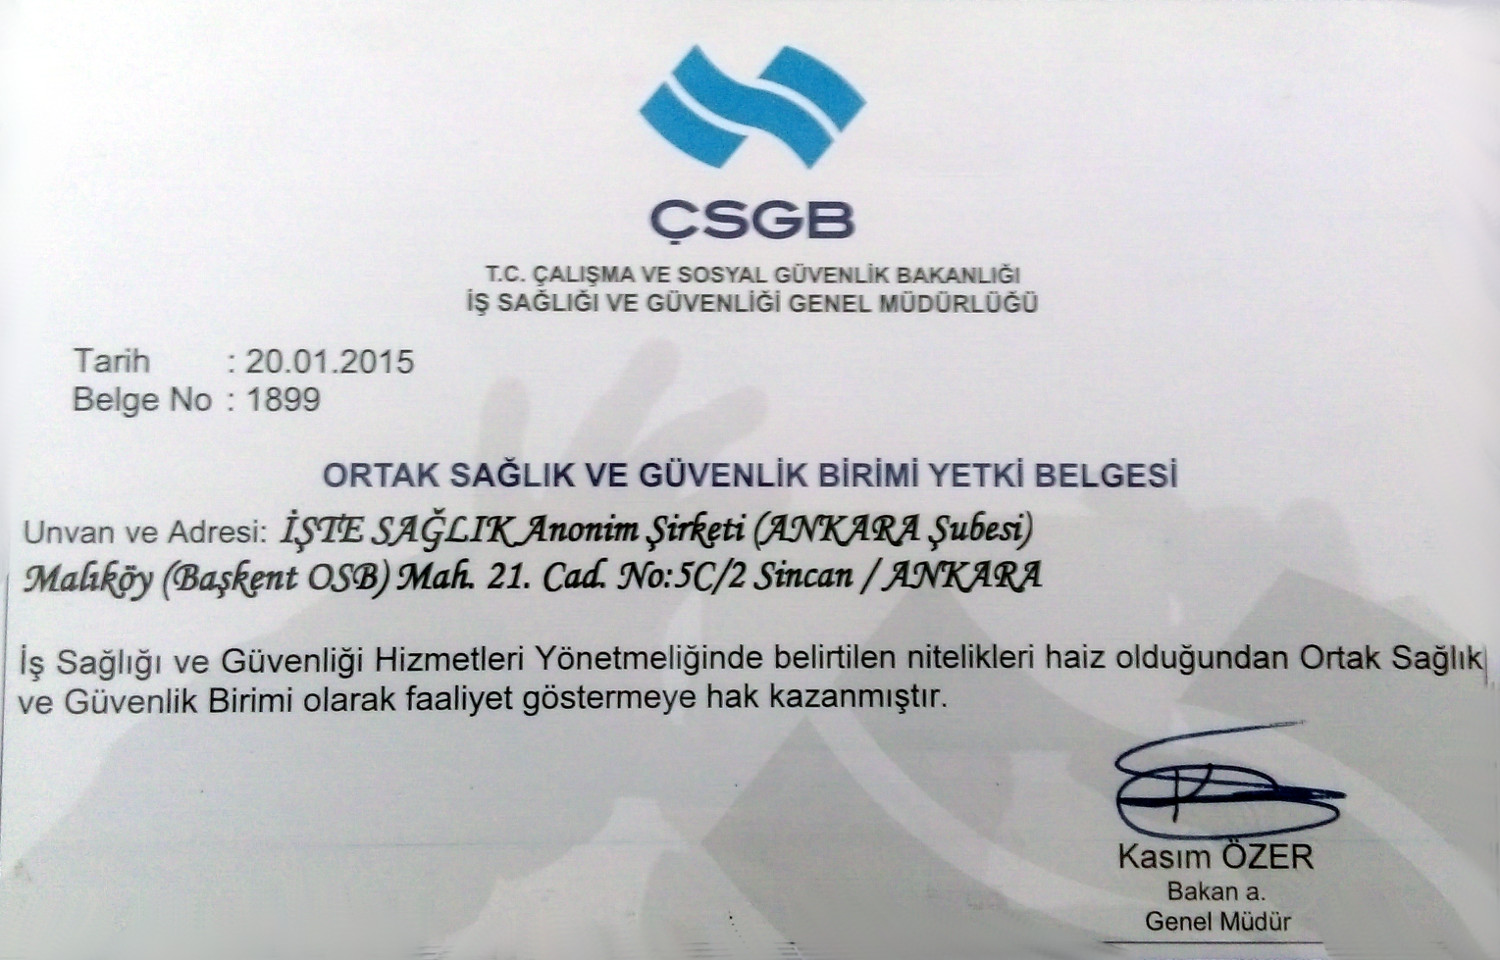 ÇSGB
T.C. ÇALIŞMA VE SOSYAL GÜVENLİK BAKANLIĞI
İŞ SAĞLIĞI VE GÜVENLİĞİ GENEL MÜDÜRLÜĞÜ
Tarih : 20.01.2015
Belge No : 1899
ORTAK SAĞLIK VE GÜVENLİK BİRİMİ YETKİ BELGESİ
Unvan ve Adresi: İŞTE SAĞLIK Anonim Şirketi (ANKARA Şubesi)
Malıköy (Başkent OSB) Mah. 21. Cad. No:5C/2 Sincan / ANKARA
İş Sağlığı ve Güvenliği Hizmetleri Yönetmeliğinde belirtilen nitelikleri haiz olduğundan Ortak Sağlık
ve Güvenlik Birimi olarak faaliyet göstermeye hak kazanmıştır.
Kasım ÖZER
Bakan a.
Genel Müdür